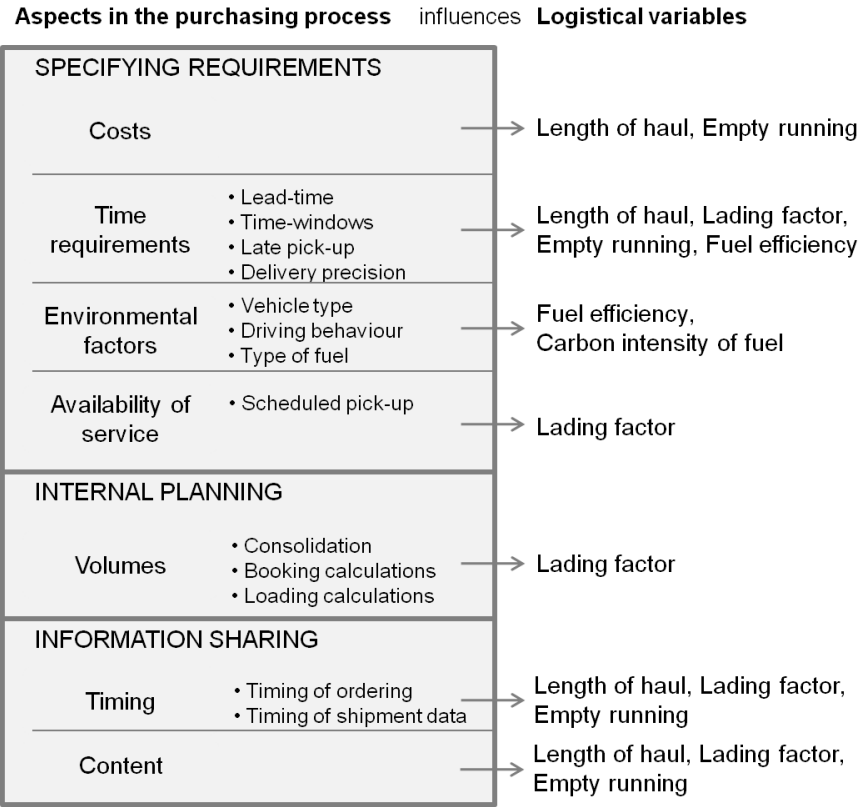 Aspects in the purchasing process influences Logistical variables
SPECIFYING REQUIREMENTS
Costs
Length of haul, Empty running
Time
requirements
• Lead-time
• Time-windows
• Late pick-up
• Delivery precision
Length of haul, Lading factor,
Empty running, Fuel efficiency
Environmental
factors
• Vehicle type
• Driving behaviour
• Type of fuel
Fuel efficiency,
Carbon intensity of fuel
Availability of
service
• Scheduled pick-up
Lading factor
INTERNAL PLANNING
Volumes
• Consolidation
• Booking calculations
• Loading calculations
Lading factor
INFORMATION SHARING
Timing
• Timing of ordering
• Timing of shipment data
Length of haul, Lading factor,
Empty running
Content
Length of haul, Lading factor,
Empty running